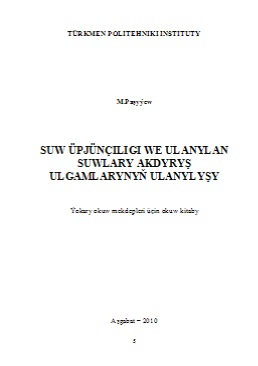 TÜRKMEN POLITEHNIKI INSTITUTY
M.Paşyýew
SUW ÜPJÜNÇILIGI WE ULANYLAN
SUWLARY AKDYRYŞ
ULGAMLARYNYŇ ULANYLYŞY
Ýokary okuw mekdepleri üçin okuw kitaby
Aşgabat – 2010
5